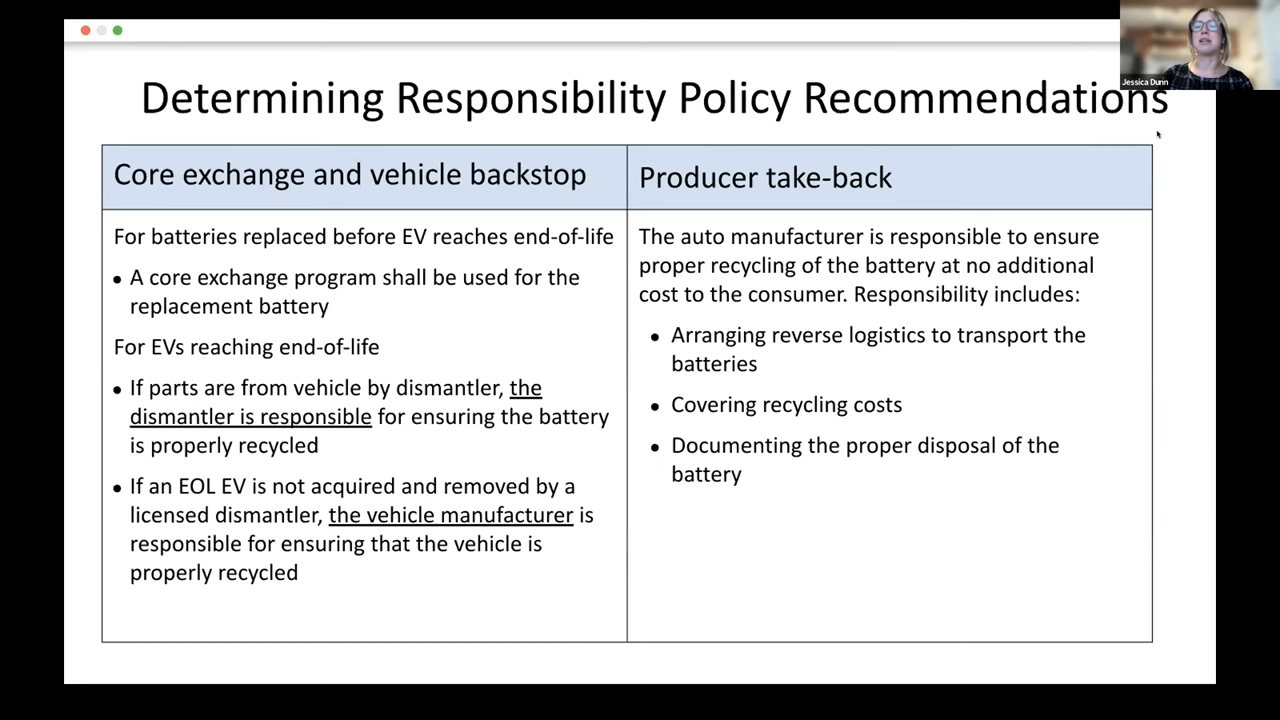 Jessica Dunn
Determining Responsibility Policy Recommendations
Core exchange and vehicle backstop
For batteries replaced before EV reaches end-of-life
• A core exchange program shall be used for the
replacement battery
For EVs reaching end-of-life
• If parts are from vehicle by dismantler, the
dismantler is responsible for ensuring the battery
is properly recycled
• If an EOL EV is not acquired and removed by a
licensed dismantler, the vehicle manufacturer is
responsible for ensuring that the vehicle is
properly recycled
Producer take-back
The auto manufacturer is responsible to ensure
proper recycling of the battery at no additional
cost to the consumer. Responsibility includes:
• Arranging reverse logistics to transport the
batteries
• Covering recycling costs
• Documenting the proper disposal of the
battery